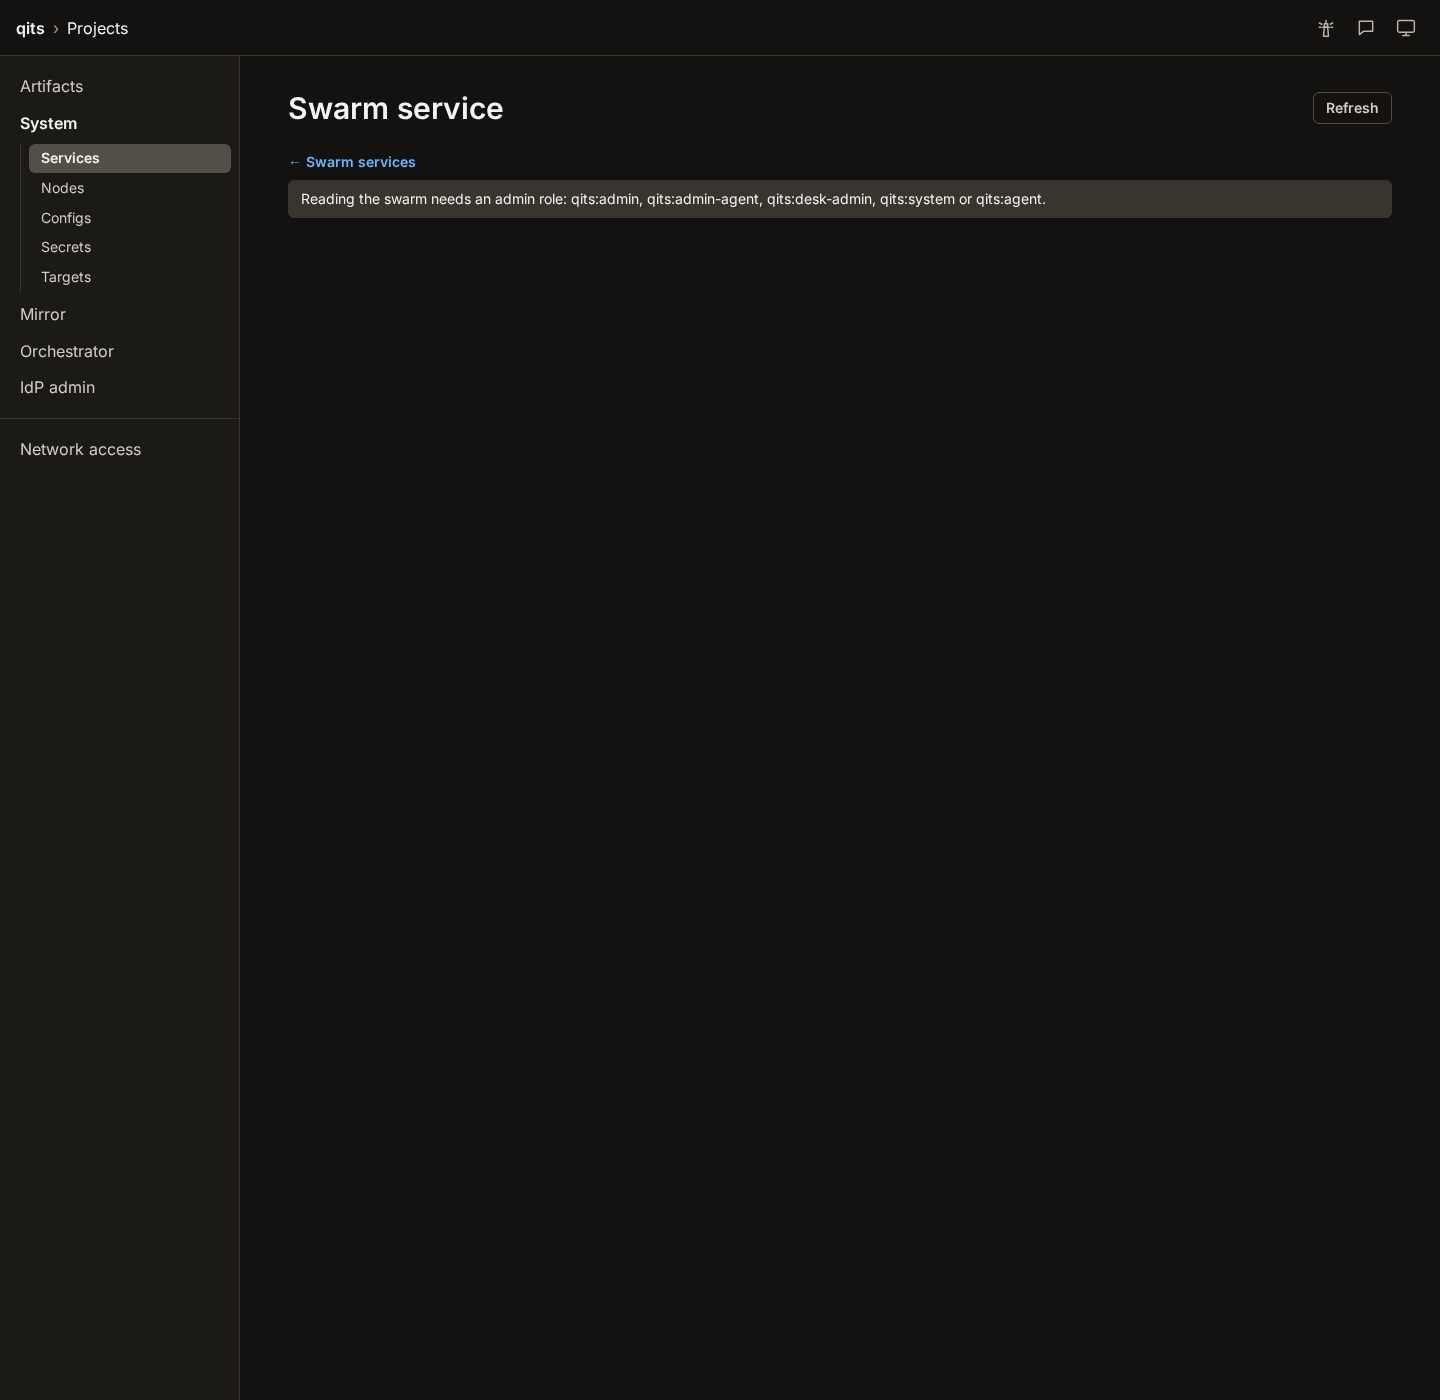 qits › Projects
Artifacts
System
Services
Nodes
Configs
Secrets
Targets
Mirror
Orchestrator
IdP admin
Network access
Swarm service
Refresh
← Swarm services
Reading the swarm needs an admin role: qits:admin, qits:admin-agent, qits:desk-admin, qits:system or qits:agent.